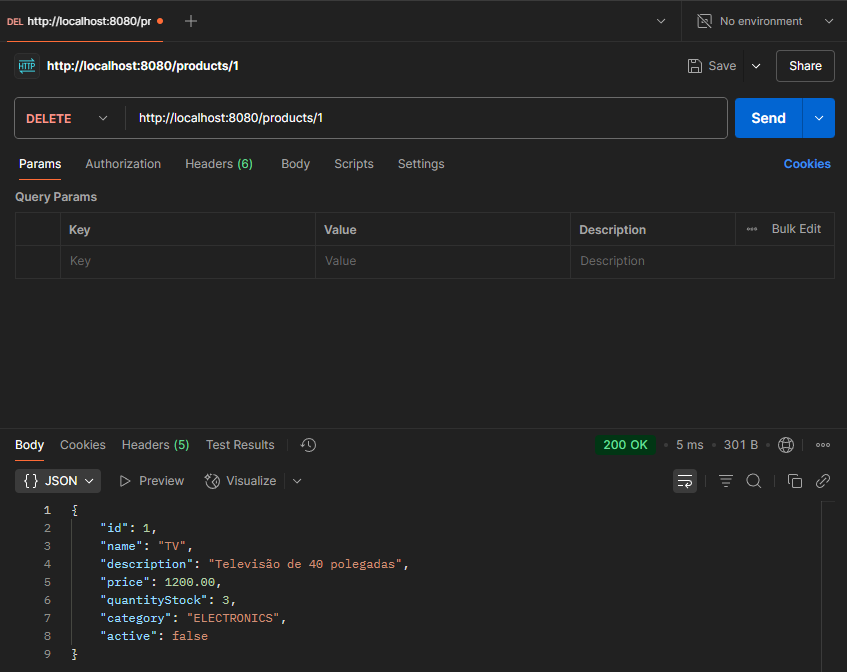 DEL http://localhost:8080/pr
No environment
HTTP http://localhost:8080/products/1
Save
Share
DELETE
http://localhost:8080/products/1
Send
Params Authorization Headers (6) Body Scripts Settings Cookies
Query Params
Key Value Description Bulk Edit
Key Value Description
Body Cookies Headers (5) Test Results 200 OK • 5 ms • 301 B •
{ } JSON Preview Visualize
1 {
2 "id": 1,
3 "name": "TV",
4 "description": "Televisão de 40 polegadas",
5 "price": 1200.00,
6 "quantityStock": 3,
7 "category": "ELECTRONICS",
8 "active": false
9 }